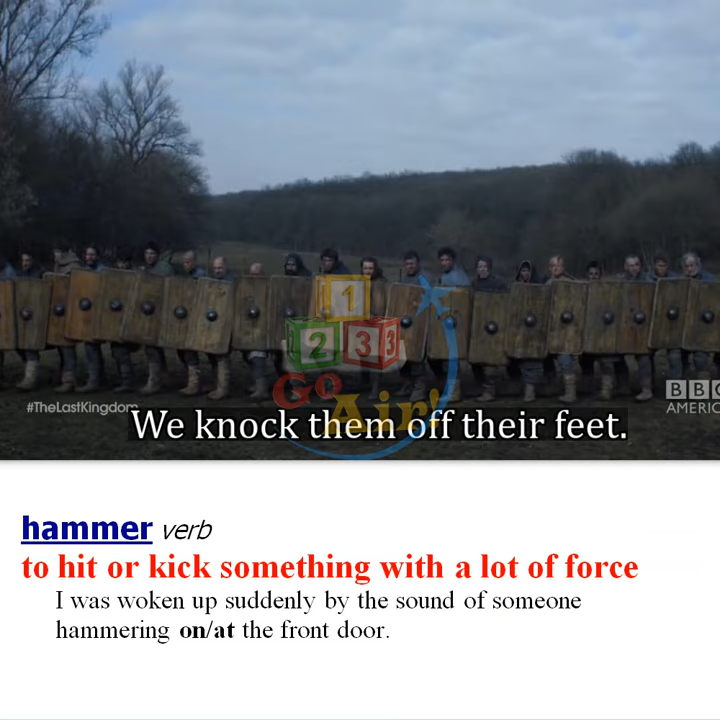 1
2 3 3
GO
Air!
#TheLastKingdom
BBC
AMERIC
We knock them off their feet.
hammer verb
to hit or kick something with a lot of force
I was woken up suddenly by the sound of someone
hammering on/at the front door.